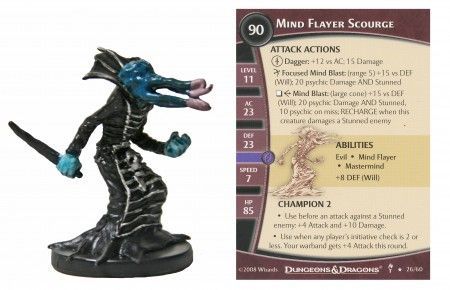 90 MIND FLAYER SCOURGE
ATTACK ACTIONS
Dagger: +12 vs AC; 15 Damage
Focused Mind Blast: (range 5) +15 vs DEF
(Will); 20 psychic Damage AND Stunned
Mind Blast: (large cone) +15 vs DEF
(Will); 20 psychic Damage AND Stunned,
10 psychic on miss; RECHARGE when this
creature damages a Stunned enemy
LEVEL
11
AC
23
DEF
23
SPEED
7
HP
85
ABILITIES
Evil • Mind Flayer
• Mastermind
+8 DEF (Will)
CHAMPION 2
• Use before an attack against a Stunned
enemy: +4 Attack and +10 Damage.
• Use when any player's initiative check is 2 or
less. Your warband gets +4 Attack this round.
©2008 Wizards DUNGEONS & DRAGONS ★ 26/60